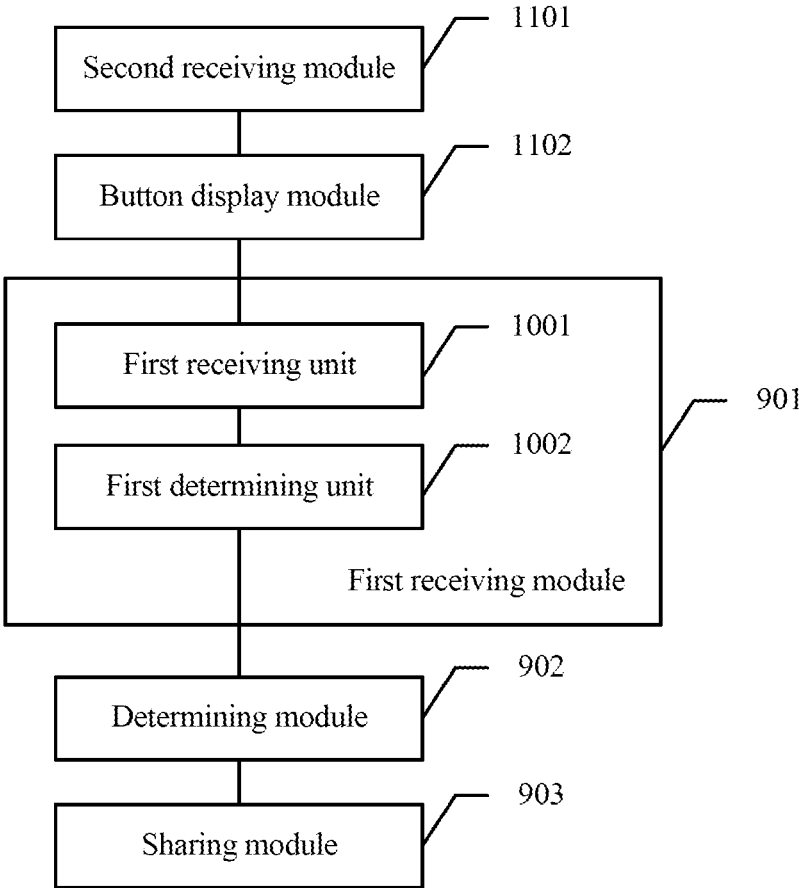 1101
Second receiving module
1102
Button display module
1001
First receiving unit
901
1002
First determining unit
First receiving module
902
Determining module
903
Sharing module